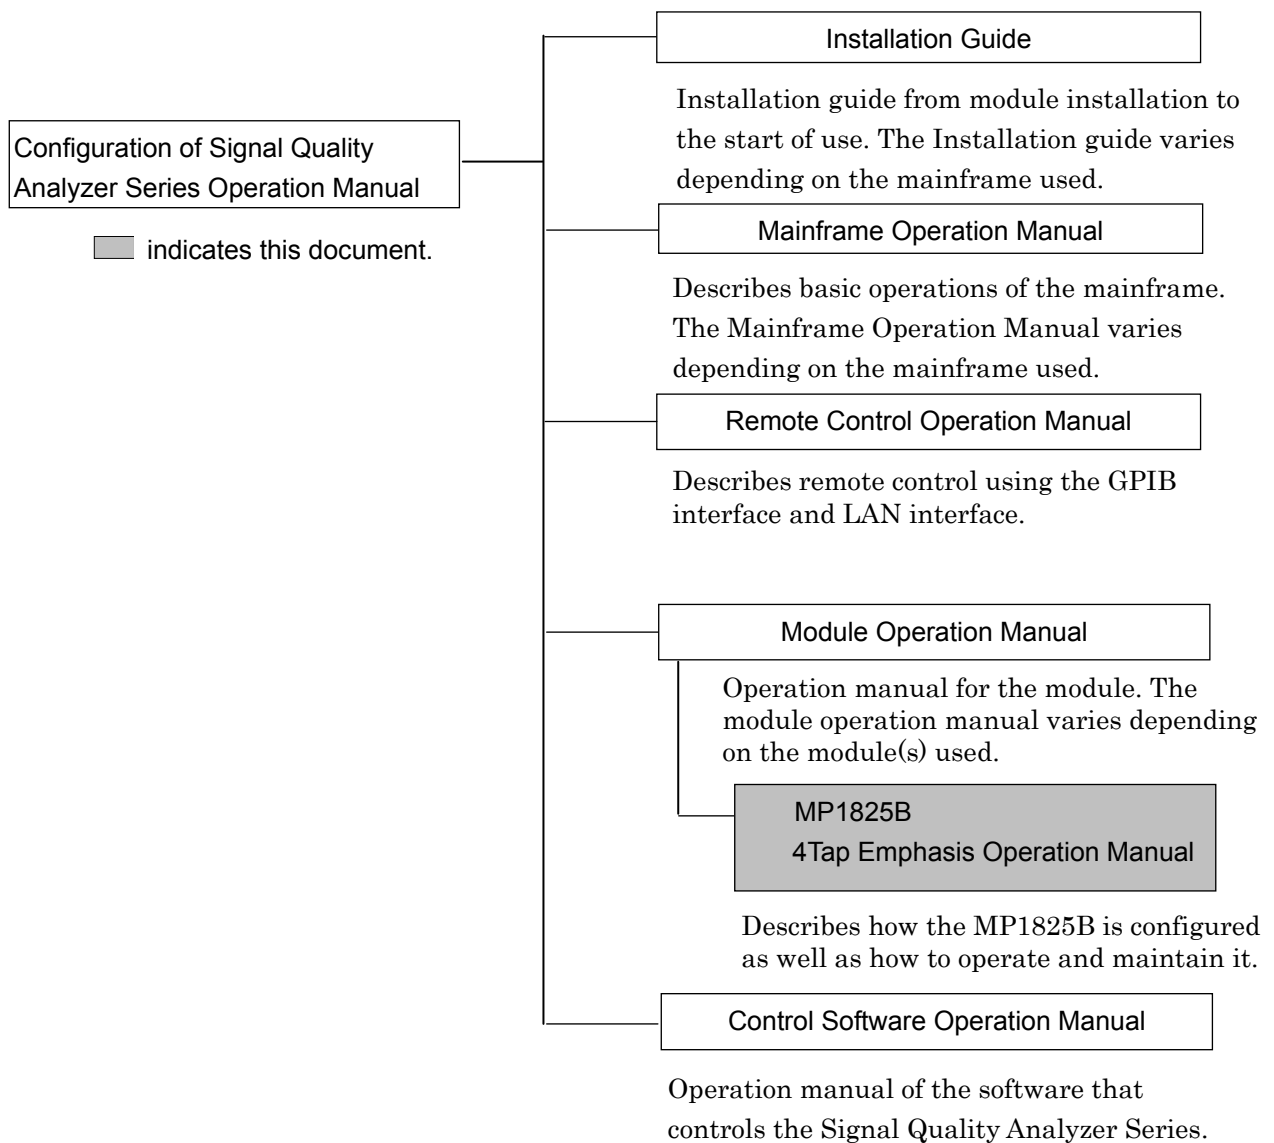 Installation Guide
Installation guide from module installation to
the start of use. The Installation guide varies
depending on the mainframe used.
Configuration of Signal Quality
Analyzer Series Operation Manual
indicates this document.
Mainframe Operation Manual
Describes basic operations of the mainframe.
The Mainframe Operation Manual varies
depending on the mainframe used.
Remote Control Operation Manual
Describes remote control using the GPIB
interface and LAN interface.
Module Operation Manual
Operation manual for the module. The
module operation manual varies depending
on the module(s) used.
MP1825B
4Tap Emphasis Operation Manual
Describes how the MP1825B is configured
as well as how to operate and maintain it.
Control Software Operation Manual
Operation manual of the software that
controls the Signal Quality Analyzer Series.